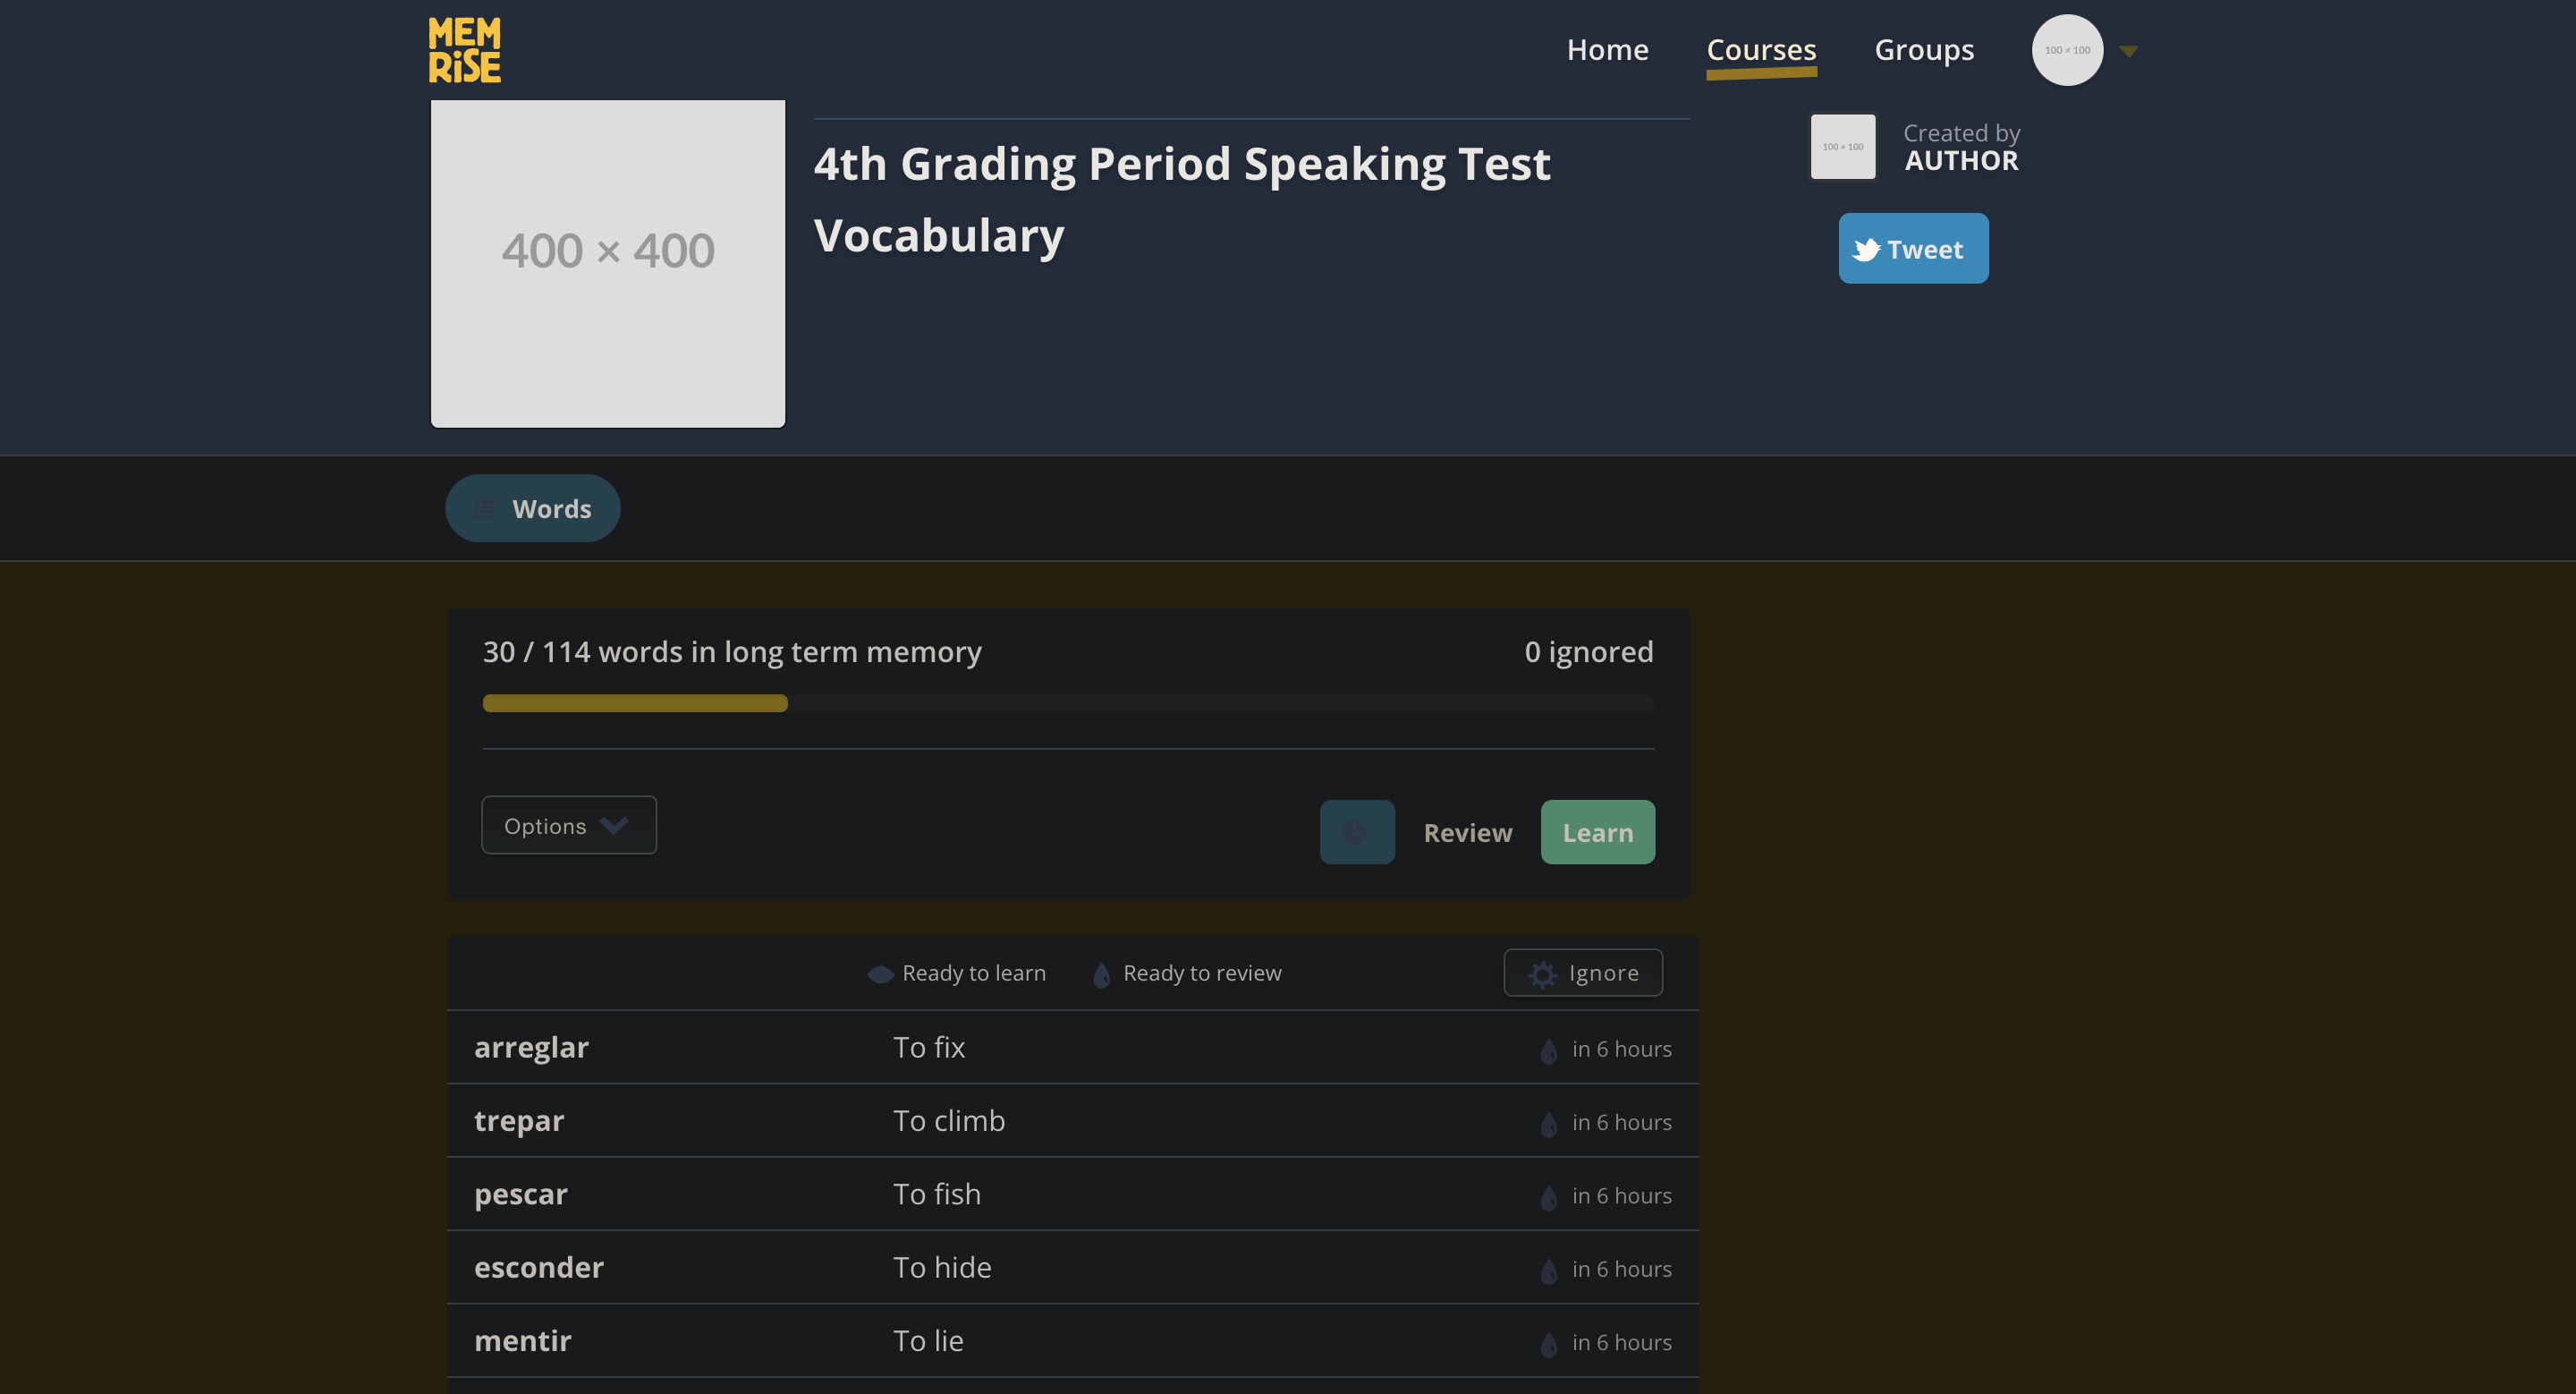 MEM
RiSE
Home
Courses
Groups
100 × 100
400 × 400
4th Grading Period Speaking Test
Vocabulary
100 × 100
Created by
AUTHOR
Tweet
Words
30 / 114 words in long term memory
0 ignored
Options
Review
Learn
Ready to learn
Ready to review
Ignore
arreglar
To fix
in 6 hours
trepar
To climb
in 6 hours
pescar
To fish
in 6 hours
esconder
To hide
in 6 hours
mentir
To lie
in 6 hours